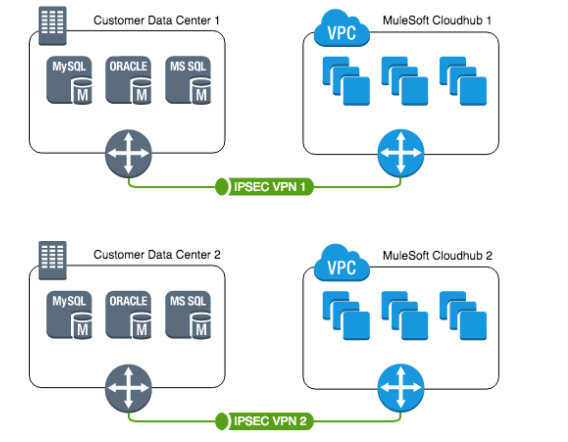 Customer Data Center 1
MySQL ORACLE MS SQL
M M M
MuleSoft Cloudhub 1
VPC
IPSEC VPN 1
Customer Data Center 2
MySQL ORACLE MS SQL
M M M
MuleSoft Cloudhub 2
VPC
IPSEC VPN 2